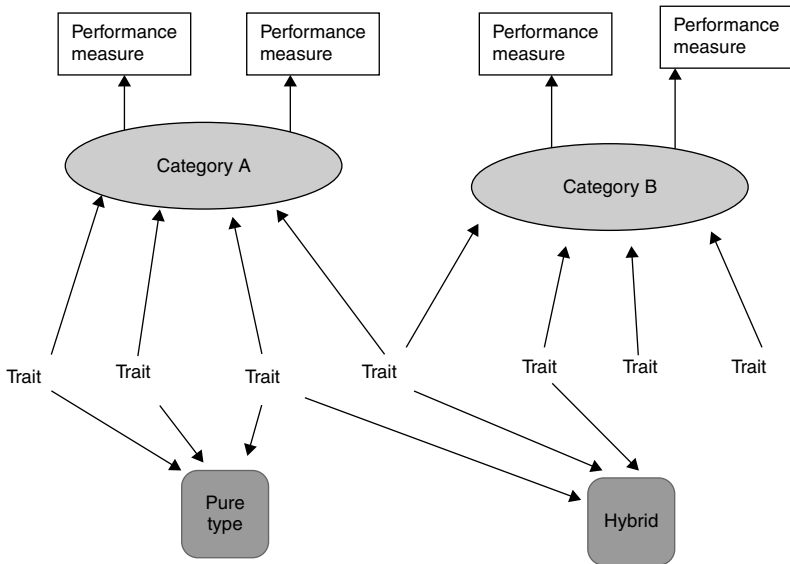 Performance
measure
Performance
measure
Performance
measure
Performance
measure
Category A
Category B
Trait
Trait
Trait
Trait
Trait
Trait
Trait
Pure
type
Hybrid